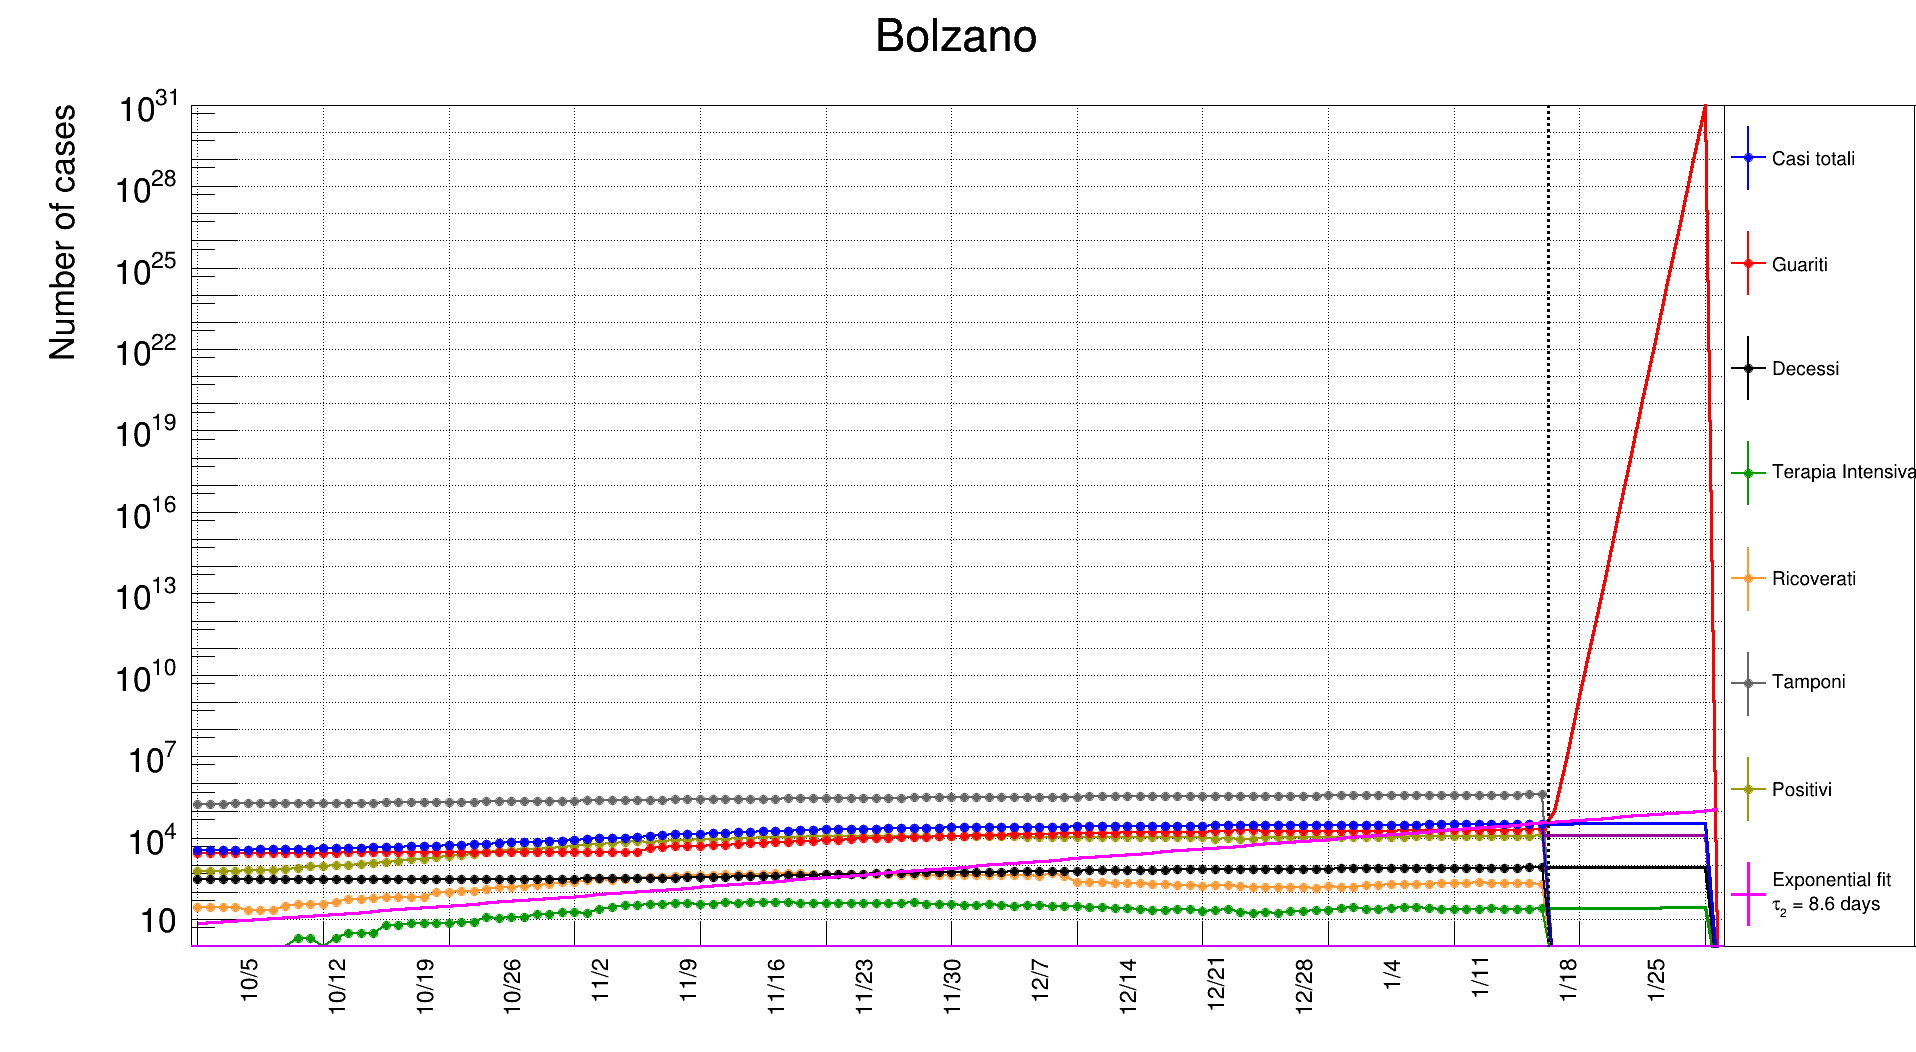 Bolzano
Number of cases
10^31
10^28
10^25
10^22
10^19
10^16
10^13
10^10
10^7
10^4
10
10/5 10/12 10/19 10/26 11/2 11/9 11/16 11/23 11/30 12/7 12/14 12/21 12/28 1/4 1/11 1/18 1/25
Casi totali
Guariti
Decessi
Terapia Intensiva
Ricoverati
Tamponi
Positivi
Exponential fit
τ₂ = 8.6 days